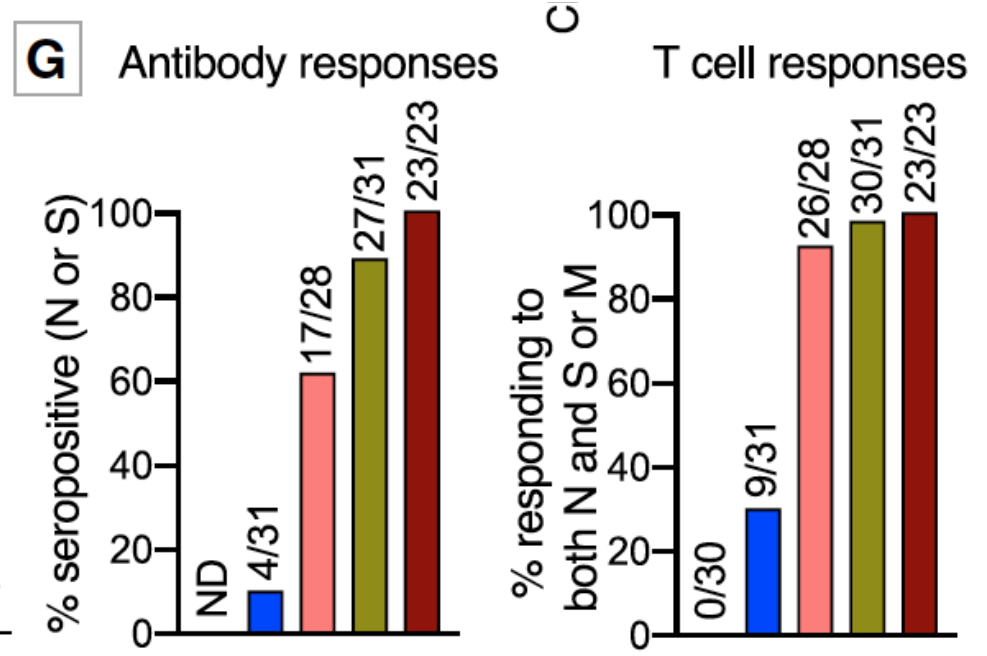 G
C
Antibody responses
T cell responses
% seropositive (N or S)
100
80
60
40
20
0
ND
4/31
17/28
27/31
23/23
% responding to
both N and S or M
100
80
60
40
20
0
0/30
9/31
26/28
30/31
23/23